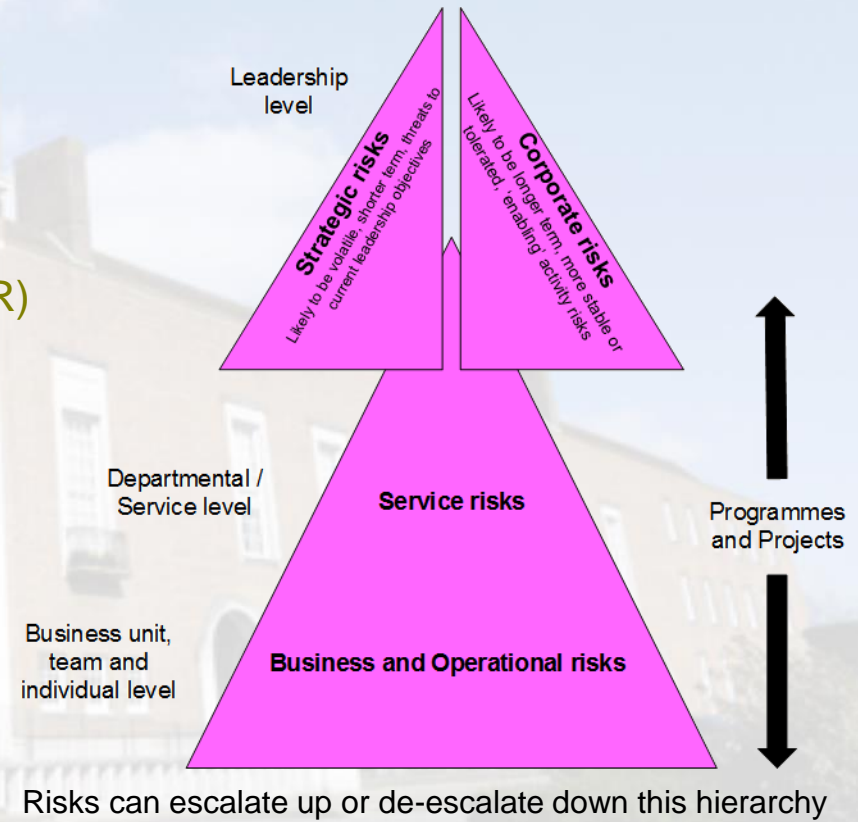 Leadership
level
Strategic risks
Likely to be volatile, shorter term, threats to
current leadership objectives
Corporate risks
Likely to be longer term, more stable or
tolerated, 'enabling' activity risks
R)
Departmental /
Service level
Service risks
Programmes
and Projects
Business unit,
team and
individual level
Business and Operational risks
Risks can escalate up or de-escalate down this hierarchy